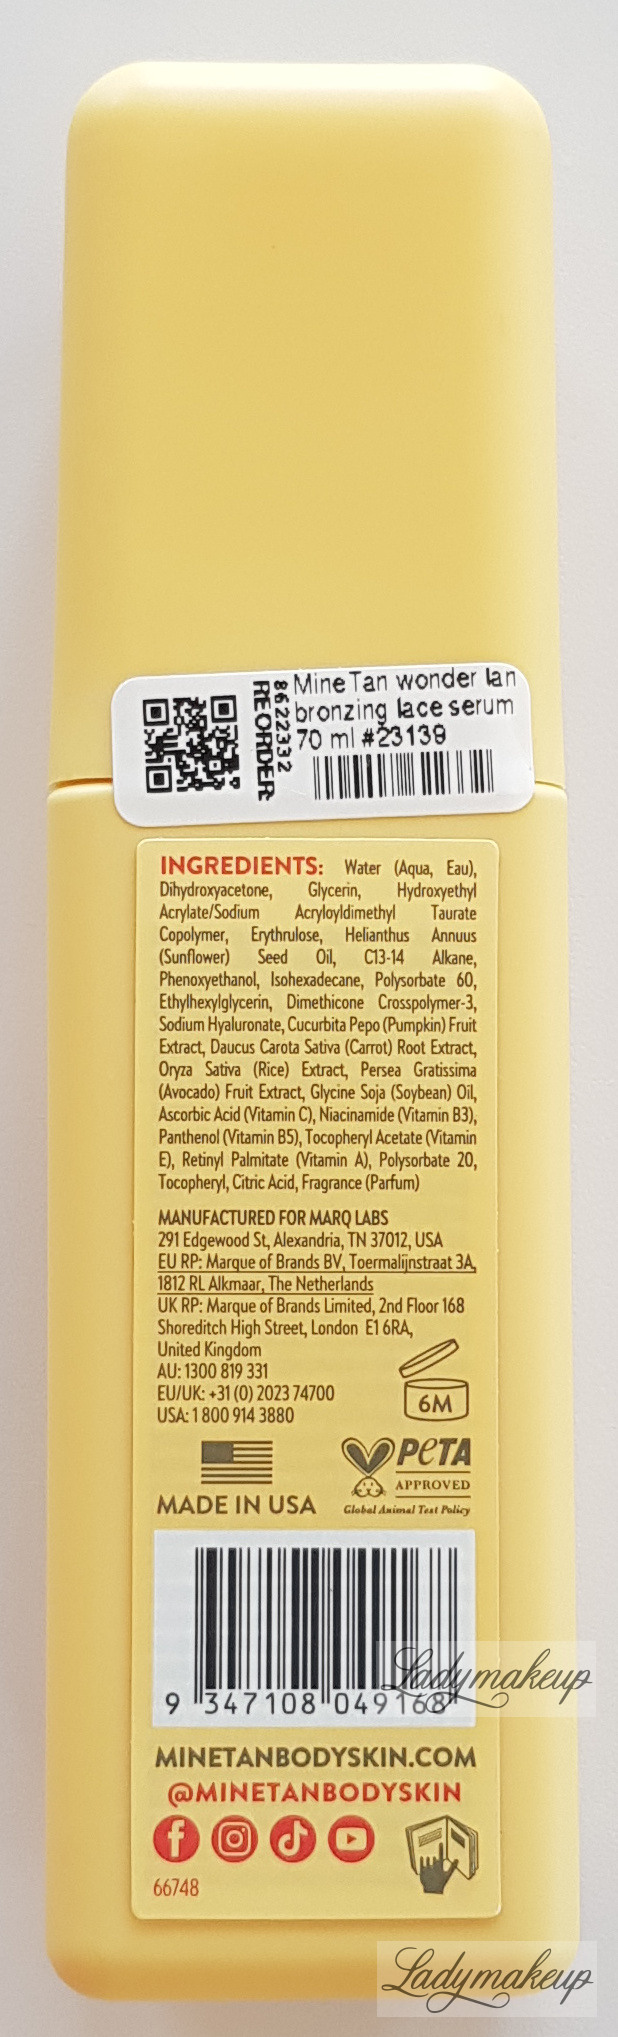 MineTan wonder lan
bronzing lace serum
70 ml #23139
REORDER:
8622332
INGREDIENTS: Water (Aqua, Eau),
Dihydroxyacetone, Glycerin, Hydroxyethyl
Acrylate/Sodium Acryloyldimethyl Taurate
Copolymer, Erythrulose, Helianthus Annuus
(Sunflower) Seed Oil, C13-14 Alkane,
Phenoxyethanol, Isohexadecane, Polysorbate 60,
Ethylhexylglycerin, Dimethicone Crosspolymer-3,
Sodium Hyaluronate, Cucurbita Pepo (Pumpkin) Fruit
Extract, Daucus Carota Sativa (Carrot) Root Extract,
Oryza Sativa (Rice) Extract, Persea Gratissima
(Avocado) Fruit Extract, Glycine Soja (Soybean) Oil,
Ascorbic Acid (Vitamin C), Niacinamide (Vitamin B3),
Panthenol (Vitamin B5), Tocopheryl Acetate (Vitamin
E), Retinyl Palmitate (Vitamin A), Polysorbate 20,
Tocopheryl, Citric Acid, Fragrance (Parfum)
MANUFACTURED FOR MARQ LABS
291 Edgewood St, Alexandria, TN 37012, USA
EU RP: Marque of Brands BV, Toermalijnstraat 3A,
1812 RL Alkmaar, The Netherlands
UK RP: Marque of Brands Limited, 2nd Floor 168
Shoreditch High Street, London E1 6RA,
United Kingdom
AU: 1300 819 331
EU/UK: +31 (0) 2023 74700
USA: 1 800 914 3880
6M
PETA
APPROVED
Global Animal Test Policy
MADE IN USA
9 347108 049168
Ladymakeup
MINETANBODYSKIN.COM
@MINETANBODYSKIN
66748
Ladymakeup